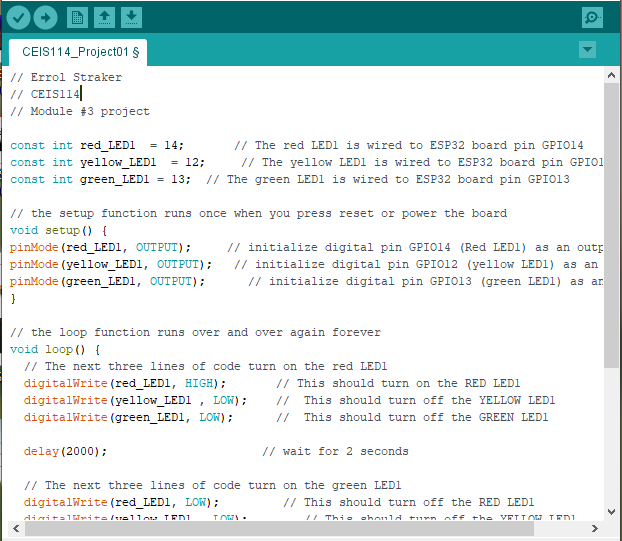 CEIS114_Project01 §
// Errol Straker
// CEIS114
// Module #3 project
const int red_LED1  = 14;       // The red LED1 is wired to ESP32 board pin GPIO14
const int yellow_LED1  = 12;     // The yellow LED1 is wired to ESP32 board pin GPIO1
const int green_LED1 = 13;  // The green LED1 is wired to ESP32 board pin GPIO13
// the setup function runs once when you press reset or power the board
void setup() {
pinMode(red_LED1, OUTPUT);     // initialize digital pin GPIO14 (Red LED1) as an outp
pinMode(yellow_LED1, OUTPUT);   // initialize digital pin GPIO12 (yellow LED1) as an
pinMode(green_LED1, OUTPUT);     // initialize digital pin GPIO13 (green LED1) as an
}
// the loop function runs over and over again forever
void loop() {
  // The next three lines of code turn on the red LED1
  digitalWrite(red_LED1, HIGH);       // This should turn on the RED LED1
  digitalWrite(yellow_LED1 , LOW);    //  This should turn off the YELLOW LED1
  digitalWrite(green_LED1, LOW);      //  This should turn off the GREEN LED1
  delay(2000);                      // wait for 2 seconds
  // The next three lines of code turn on the green LED1
  digitalWrite(red_LED1, LOW);         // This should turn off the RED LED1
  digitalWrite(yellow_LED1 , LOW);        // This should turn off the YELLOW LED1